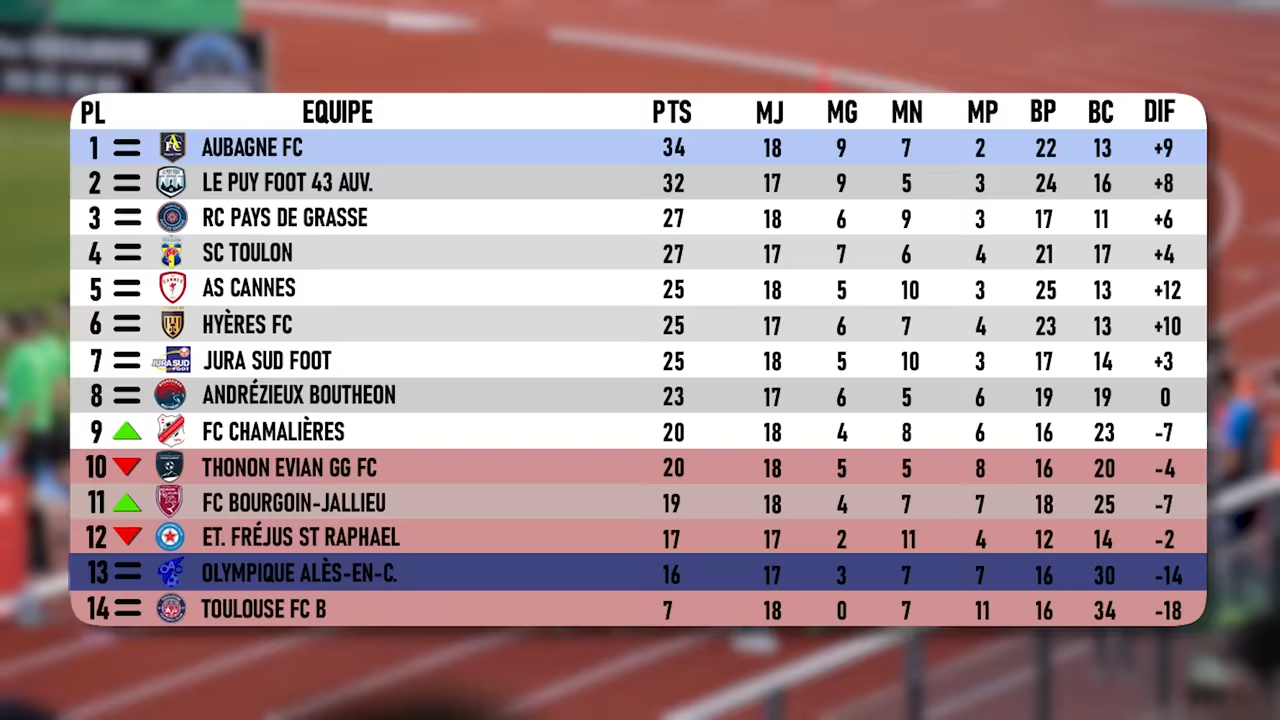 PL EQUIPE PTS MJ MG MN MP BP BC DIF
1 = AUBAGNE FC 34 18 9 7 2 22 13 +9
2 = LE PUY FOOT 43 AUV. 32 17 9 5 3 24 16 +8
3 = RC PAYS DE GRASSE 27 18 6 9 3 17 11 +6
4 = SC TOULON 27 17 7 6 4 21 17 +4
5 = AS CANNES 25 18 5 10 3 25 13 +12
6 = HYÈRES FC 25 17 6 7 4 23 13 +10
7 = JURA SUD FOOT JURA SUD FOOT 25 18 5 10 3 17 14 +3
8 = ANDRÉZIEUX BOUTHEON 23 17 6 5 6 19 19 0
9 FC CHAMALIÈRES 20 18 4 8 6 16 23 -7
10 THONON EVIAN GG FC 20 18 5 5 8 16 20 -4
11 FC BOURGOIN-JALLIEU 19 18 4 7 7 18 25 -7
12 ET. FRÉJUS ST RAPHAEL 17 17 2 11 4 12 14 -2
13 = OLYMPIQUE ALÈS-EN-C. 16 17 3 7 7 16 30 -14
14 = TOULOUSE FC B 7 18 0 7 11 16 34 -18